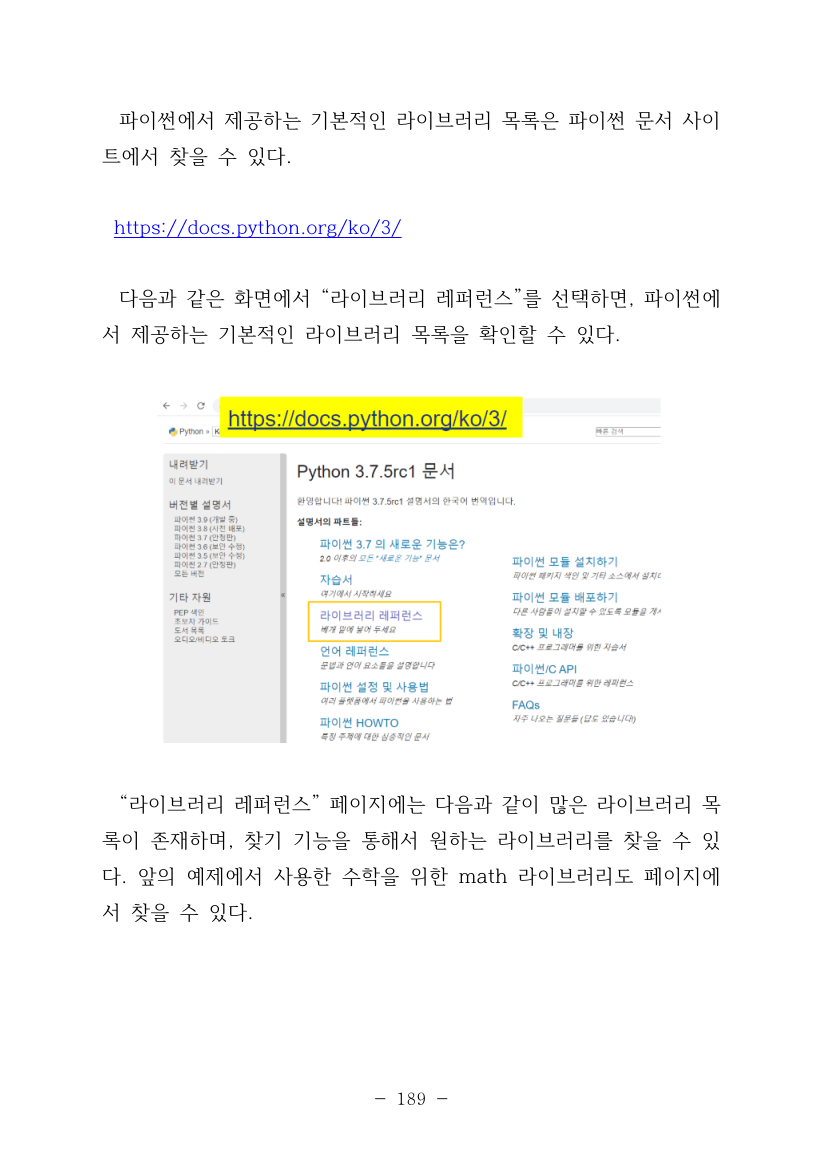 파이썬에서 제공하는 기본적인 라이브러리 목록은 파이썬 문서 사이
트에서 찾을 수 있다.
https://docs.python.org/ko/3/
다음과 같은 화면에서 “라이브러리 레퍼런스”를 선택하면, 파이썬에
서 제공하는 기본적인 라이브러리 목록을 확인할 수 있다.
https://docs.python.org/ko/3/
Python »
빠른 검색
내려받기
이 문서 내려받기
버전별 설명서
파이썬 3.9 (개발 중)
파이썬 3.8 (사전 배포)
파이썬 3.7 (안정판)
파이썬 3.6 (보안 수정)
파이썬 3.5 (보안 수정)
파이썬 2.7 (안정판)
모든 버전
기타 자원
PEP 색인
초보자 가이드
도서 목록
오디오/비디오 토크
«
Python 3.7.5rc1 문서
환영합니다! 파이썬 3.7.5rc1 설명서의 한국어 번역입니다.
설명서의 파트들:
파이썬 3.7 의 새로운 기능은?
2.0 이후의 모든 "새로운 기능" 문서
자습서
여기에서 시작하세요
라이브러리 레퍼런스
베개 밑에 넣어 두세요
언어 레퍼런스
문법과 언어 요소들을 설명합니다
파이썬 설정 및 사용법
여러 플랫폼에서 파이썬을 사용하는 법
파이썬 HOWTO
특정 주제에 대한 심층적인 문서
파이썬 모듈 설치하기
파이썬 패키지 색인 및 기타 소스에서 설치
파이썬 모듈 배포하기
다른 사람들이 설치할 수 있도록 모듈을
확장 및 내장
C/C++ 프로그래머를 위한 자습서
파이썬/C API
C/C++ 프로그래머를 위한 레퍼런스
FAQs
자주 나오는 질문들 (답도 있습니다!)
“라이브러리 레퍼런스” 페이지에는 다음과 같이 많은 라이브러리 목
록이 존재하며, 찾기 기능을 통해서 원하는 라이브러리를 찾을 수 있
다. 앞의 예제에서 사용한 수학을 위한 math 라이브러리도 페이지에
서 찾을 수 있다.
- 189 -